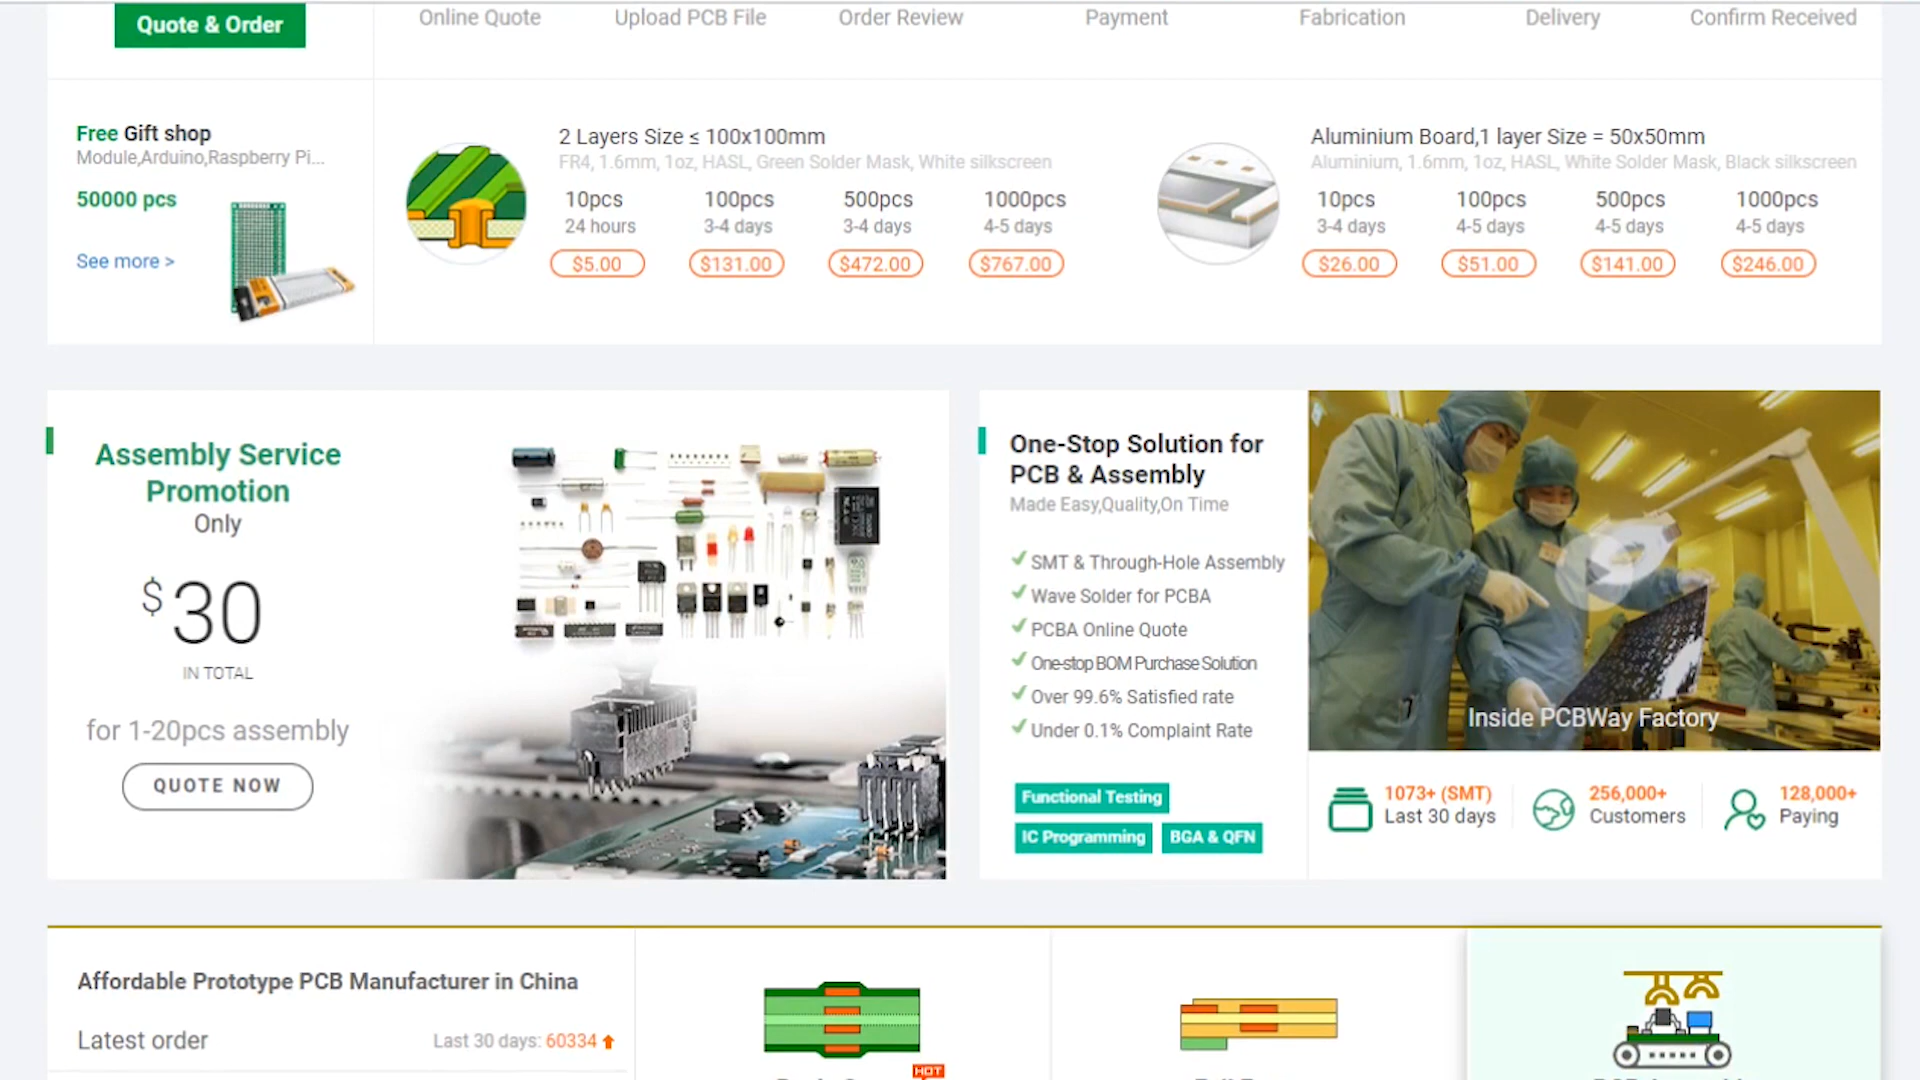 Quote & Order
Online Quote
Upload PCB File
Order Review
Payment
Fabrication
Delivery
Confirm Received
Free Gift shop
Module,Arduino,Raspberry Pi...
50000 pcs
See more >
2 Layers Size ≤ 100x100mm
FR4, 1.6mm, 1oz, HASL, Green Solder Mask, White silkscreen
10pcs 100pcs 500pcs 1000pcs
24 hours 3-4 days 3-4 days 4-5 days
$5.00 $131.00 $472.00 $767.00
Aluminium Board,1 layer Size = 50x50mm
Aluminium, 1.6mm, 1oz, HASL, White Solder Mask, Black silkscreen
10pcs 100pcs 500pcs 1000pcs
3-4 days 4-5 days 4-5 days 4-5 days
$26.00 $51.00 $141.00 $246.00
Assembly Service
Promotion
Only
$30
IN TOTAL
for 1-20pcs assembly
QUOTE NOW
One-Stop Solution for
PCB & Assembly
Made Easy,Quality,On Time
SMT & Through-Hole Assembly
Wave Solder for PCBA
PCBA Online Quote
One-stop BOM Purchase Solution
Over 99.6% Satisfied rate
Under 0.1% Complaint Rate
Functional Testing
IC Programming BGA & QFN
Inside PCBWay Factory
1073+ (SMT)
Last 30 days
256,000+
Customers
128,000+
Paying
Affordable Prototype PCB Manufacturer in China
Latest order
Last 30 days: 60334
HOT